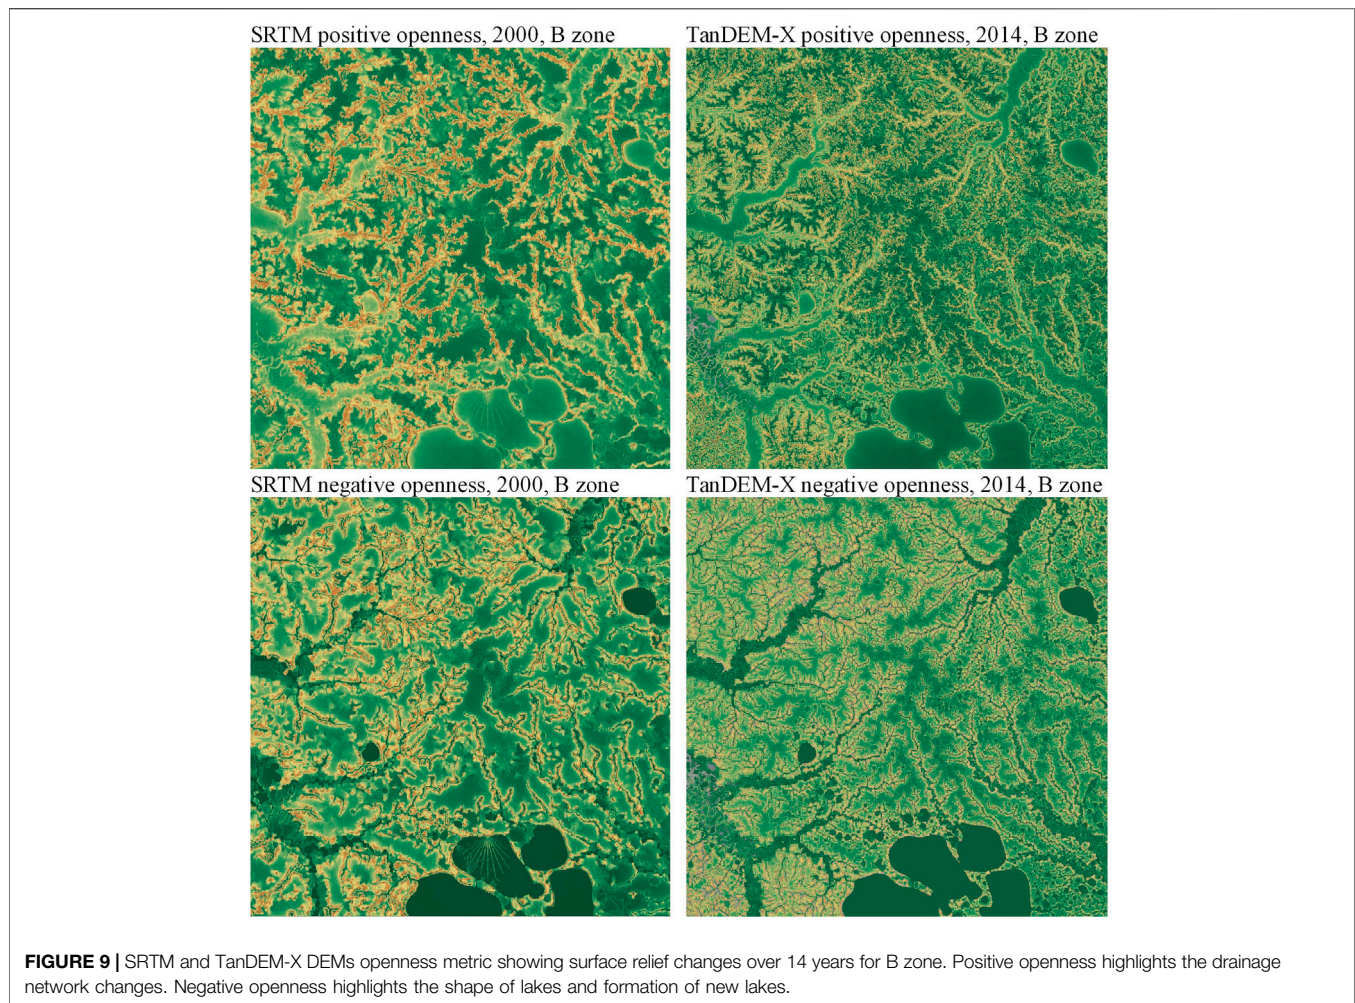 SRTM positive openness, 2000, B zone
TanDEM-X positive openness, 2014, B zone
SRTM negative openness, 2000, B zone
TanDEM-X negative openness, 2014, B zone
FIGURE 9 | SRTM and TanDEM-X DEMs openness metric showing surface relief changes over 14 years for B zone. Positive openness highlights the drainage
network changes. Negative openness highlights the shape of lakes and formation of new lakes.